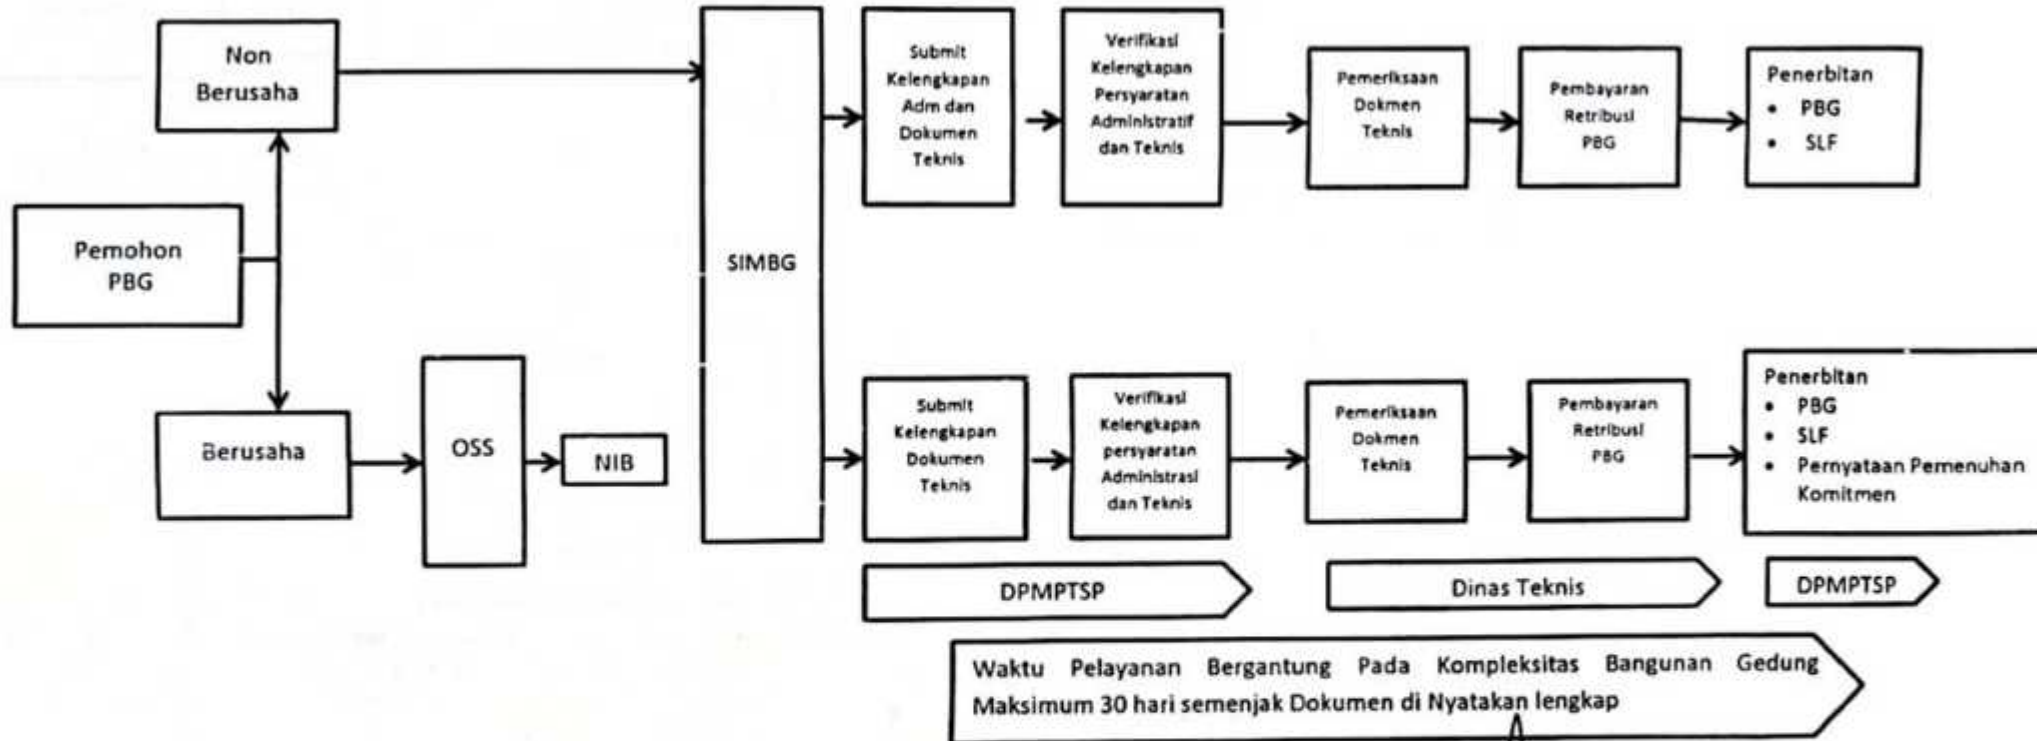 Non
Berusaha
Pemohon
PBG
Berusaha
OSS
NIB
SIMBG
Submit
Kelengkapan
Adm dan
Dokumen
Teknis
Verifikasi
Kelengkapan
Persyaratan
Administratif
dan Teknis
Pemeriksaan
Dokmen
Teknis
Pembayaran
Retribusi
PBG
Penerbitan
• PBG
• SLF
Submit
Kelengkapan
Dokumen
Teknis
Verifikasi
Kelengkapan
persyaratan
Administrasi
dan Teknis
Pemeriksaan
Dokmen
Teknis
Pembayaran
Retribusi
PBG
Penerbitan
• PBG
• SLF
• Pernyataan Pemenuhan
Komitmen
DPMPTSP
Dinas Teknis
DPMPTSP
Waktu Pelayanan Bergantung Pada Kompleksitas Bangunan Gedung
Maksimum 30 hari semenjak Dokumen di Nyatakan lengkap